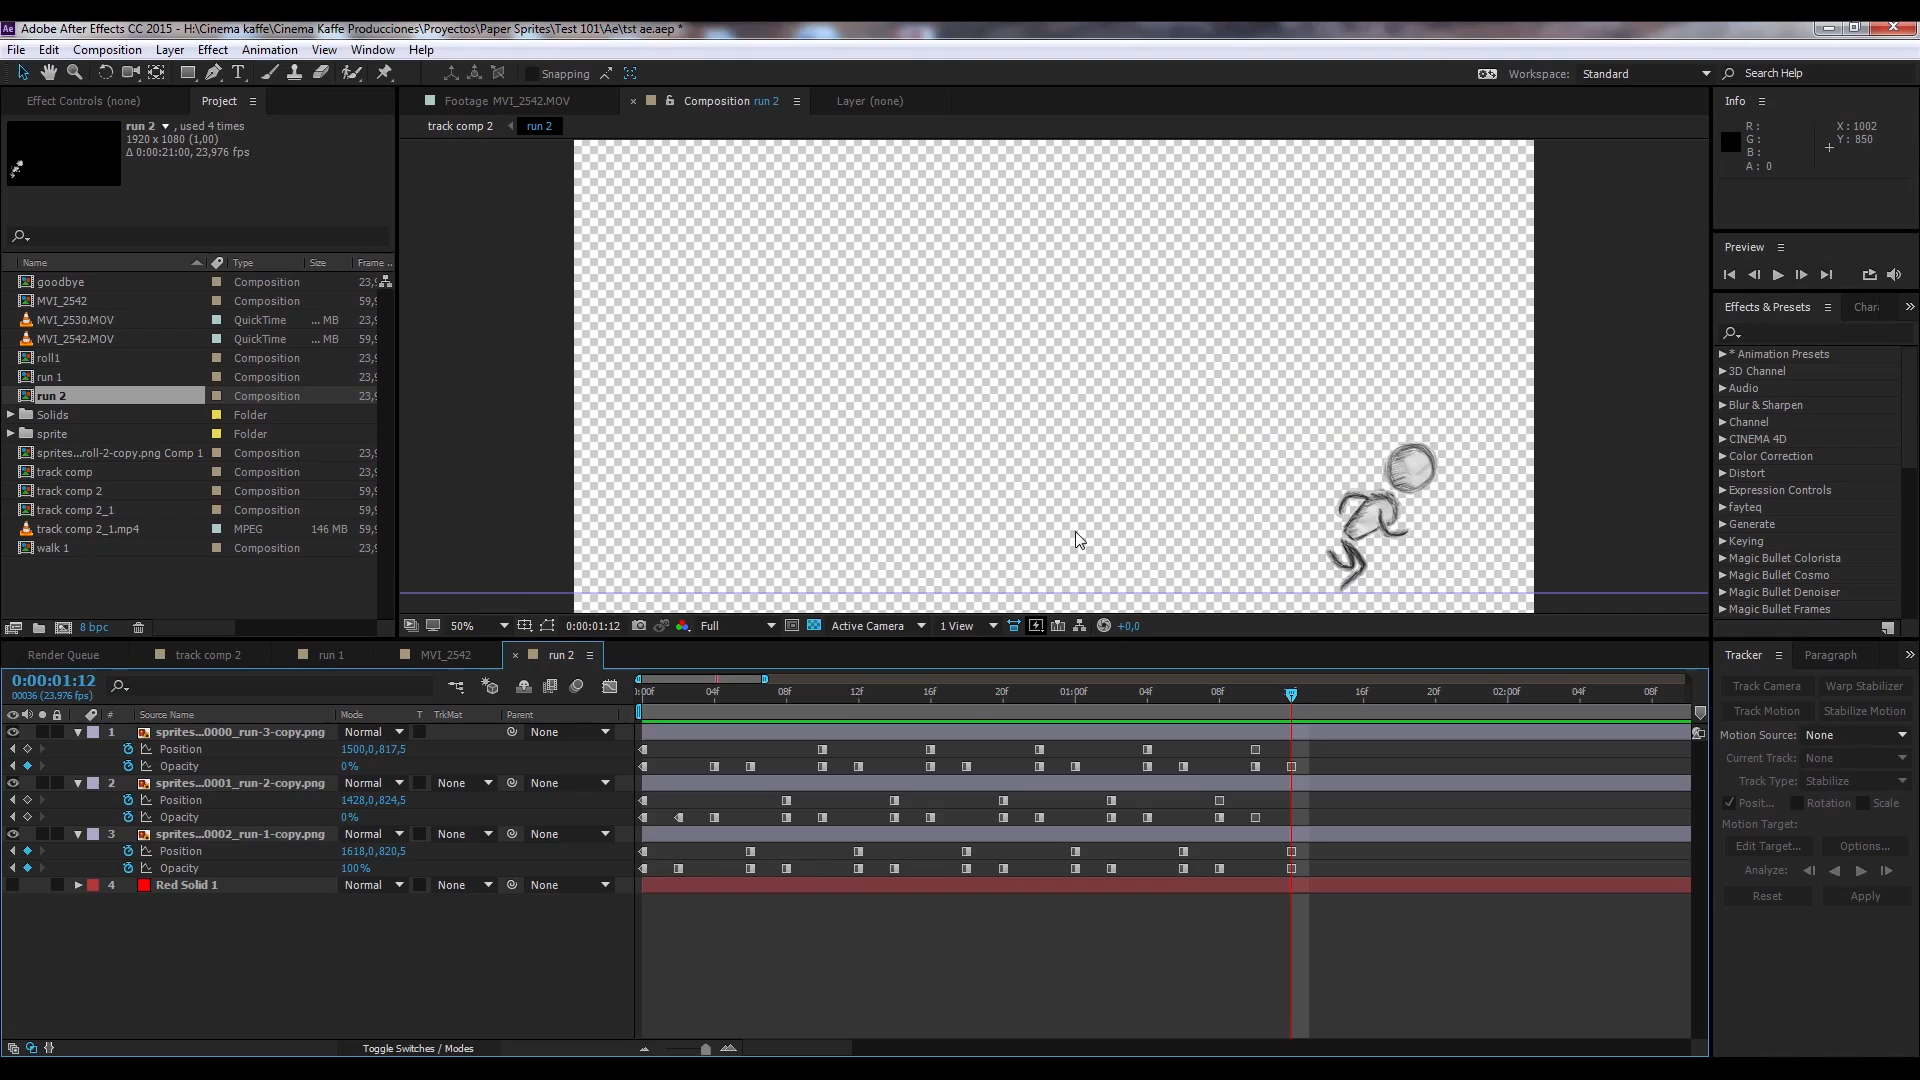 Ae Adobe After Effects CC 2015 - H:\Cinema kaffe\Cinema Kaffe Producciones\Proyectos\Paper Sprites\Test 101\Ae\tst ae.aep *
File Edit Composition Layer Effect Animation View Window Help
T Snapping Workspace: Standard Search Help
Effect Controls (none) Project
run 2 , used 4 times
1920 x 1080 (1,00)
Δ 0:00:21:00, 23,976 fps
Name Type Size Frame ..
goodbye Composition 23,9
MVI_2542 Composition 59,9
MVI_2530.MOV QuickTime ... MB 23,9
MVI_2542.MOV QuickTime ... MB 59,9
roll1 Composition 23,9
run 1 Composition 23,9
run 2 Composition 23,9
Solids Folder
sprite Folder
sprites...roll-2-copy.png Comp 1 Composition 23,9
track comp Composition 23,9
track comp 2 Composition 59,9
track comp 2_1 Composition 59,9
track comp 2_1.mp4 MPEG 146 MB 59,9
walk 1 Composition 23,9
8 bpc
Footage MVI_2542.MOV Composition run 2 Layer (none)
track comp 2 run 2
50% 0:00:01:12 Full Active Camera 1 View +0,0
Info
R: X: 1002
G: Y: 850
B:
A: 0
Preview
Effects & Presets Chara
* Animation Presets
3D Channel
Audio
Blur & Sharpen
Channel
CINEMA 4D
Color Correction
Distort
Expression Controls
fayteq
Generate
Keying
Magic Bullet Colorista
Magic Bullet Cosmo
Magic Bullet Denoiser
Magic Bullet Frames
Render Queue track comp 2 run 1 MVI_2542 run 2
0:00:01:12
00036 (23.976 fps)
):00f 04f 08f 12f 16f 20f 01:00f 04f 08f 16f 20f 02:00f 04f 08f
# Source Name Mode T TrkMat Parent
1 sprites...0000_run-3-copy.png Normal None
Position 1500,0,817,5
Opacity 0%
2 sprites...0001_run-2-copy.png Normal None None
Position 1428,0,824,5
Opacity 0%
3 sprites...0002_run-1-copy.png Normal None None
Position 1618,0,820,5
Opacity 100%
4 Red Solid 1 Normal None None
Toggle Switches / Modes
Tracker Paragraph
Track Camera Warp Stabilizer
Track Motion Stabilize Motion
Motion Source: None
Current Track: None
Track Type: Stabilize
Posit... Rotation Scale
Motion Target:
Edit Target... Options...
Analyze:
Reset Apply